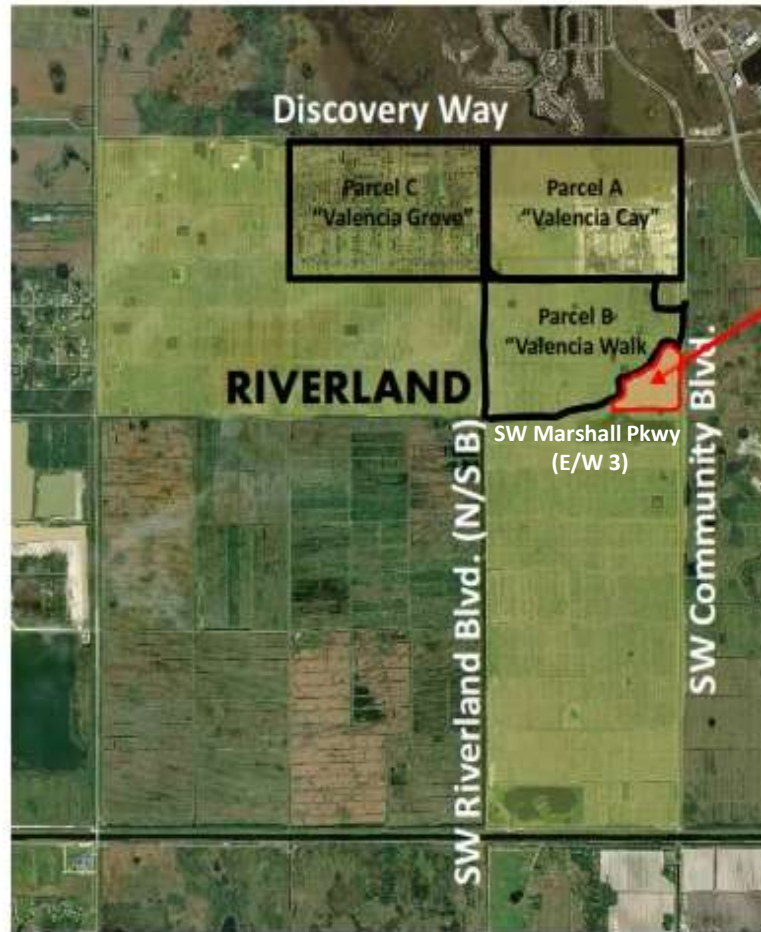 Discovery Way
Parcel C
"Valencia Grove"
Parcel A
"Valencia Cay"
Parcel B
"Valencia Walk
RIVERLAND
SW Marshall Pkwy
(E/W 3)
SW Riverland Blvd. (N/S B)
SW Community Blvd.